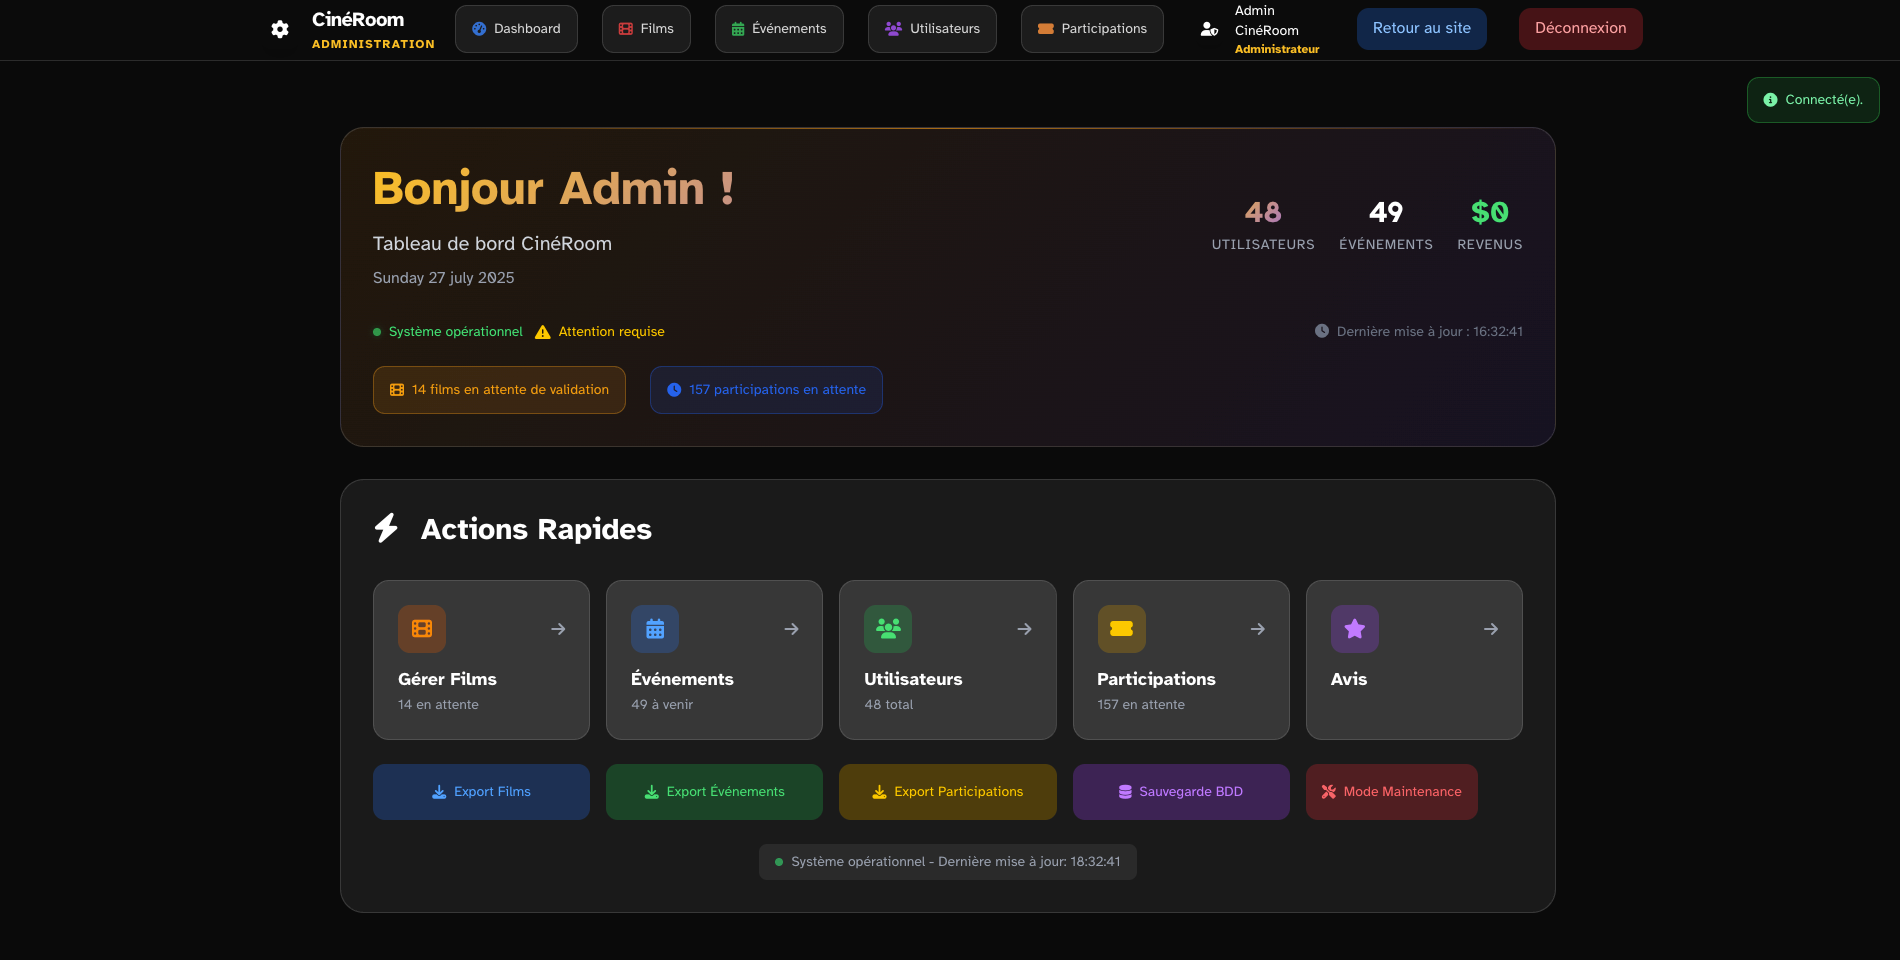 CinéRoom
ADMINISTRATION
Dashboard
Films
Événements
Utilisateurs
Participations
Admin
CinéRoom
Administrateur
Retour au site
Déconnexion
Connecté(e).
Bonjour Admin !
Tableau de bord CinéRoom
Sunday 27 july 2025
48
UTILISATEURS
49
ÉVÉNEMENTS
$0
REVENUS
Système opérationnel
Attention requise
Dernière mise à jour : 16:32:41
14 films en attente de validation
157 participations en attente
Actions Rapides
Gérer Films
14 en attente
Événements
49 à venir
Utilisateurs
48 total
Participations
157 en attente
Avis
Export Films
Export Événements
Export Participations
Sauvegarde BDD
Mode Maintenance
Système opérationnel - Dernière mise à jour: 18:32:41